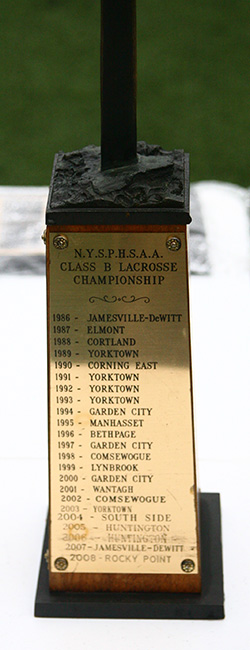 N.Y.S.P.H.S.A.A.
CLASS B LACROSSE
CHAMPIONSHIP
1986 - JAMESVILLE-DeWITT
1987 - ELMONT
1988 - CORTLAND
1989 - YORKTOWN
1990 - CORNING EAST
1991 - YORKTOWN
1992 - YORKTOWN
1993 - YORKTOWN
1994 - GARDEN CITY
1995 - MANHASSET
1996 - BETHPAGE
1997 - GARDEN CITY
1998 - COMSEWOGUE
1999 - LYNBROOK
2000 - GARDEN CITY
2001 - WANTAGH
2002 - COMSEWOGUE
2003 - YORKTOWN
2004 - SOUTH SIDE
2005 - HUNTINGTON
2006 - HUNTINGTON
2007 - JAMESVILLE-DEWITT
2008 - ROCKY POINT